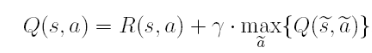 Q(s, a) = R(s, a) + γ · max_ã{Q(s̃, ã)}